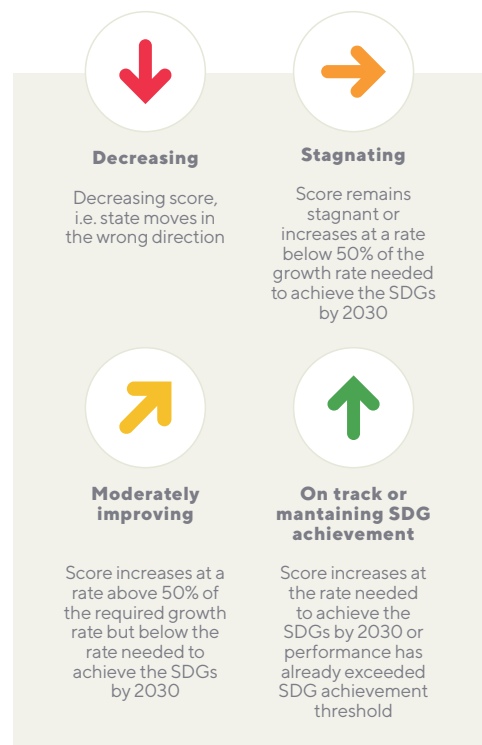 Decreasing
Decreasing score,
i.e. state moves in
the wrong direction
Stagnating
Score remains
stagnant or
increases at a rate
below 50% of the
growth rate needed
to achieve the SDGs
by 2030
Moderately
improving
Score increases at a
rate above 50% of
the required growth
rate but below the
rate needed to
achieve the SDGs
by 2030
On track or
mantaining SDG
achievement
Score increases at
the rate needed
to achieve the
SDGs by 2030 or
performance has
already exceeded
SDG achievement
threshold